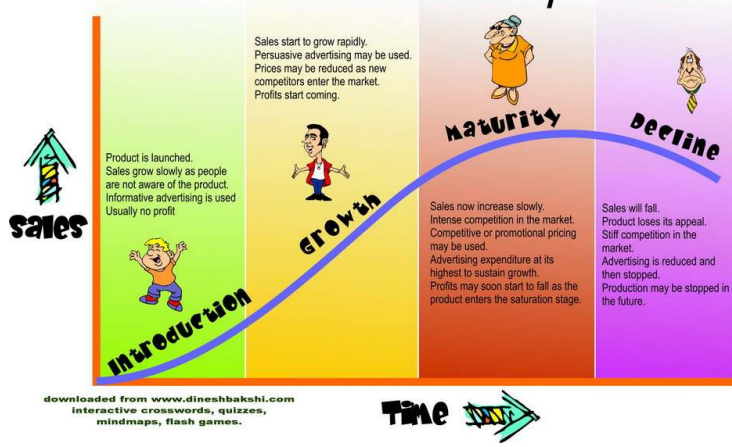 Sales start to grow rapidly.
Persuasive advertising may be used.
Prices may be reduced as new
competitors enter the market.
Profits start coming.
Product is launched.
Sales grow slowly as people
are not aware of the product.
Informative advertising is used
Usually no profit
Sales now increase slowly.
Intense competition in the market.
Competitive or promotional pricing
may be used.
Advertising expenditure at its
highest to sustain growth.
Profits may soon start to fall as the
product enters the saturation stage.
Sales will fall.
Product loses its appeal.
Stiff competition in the
market.
Advertising is reduced and
then stopped.
Production may be stopped in
the future.
Introduction
Growth
Maturity
Decline
Sales
Time
downloaded from www.dineshbakshi.com
interactive crosswords, quizzes,
mindmaps, flash games.